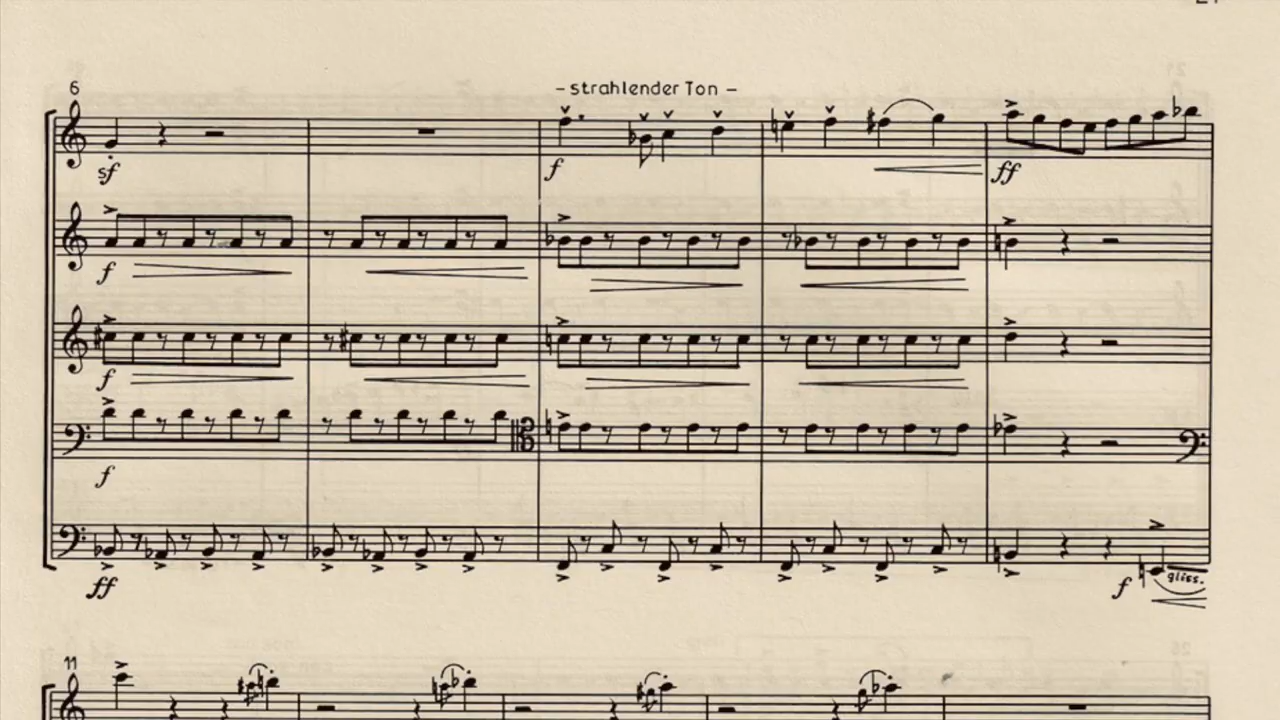 6
– strahlender Ton –
sf
f
ff
f
f
f
ff
f
gliss.
11